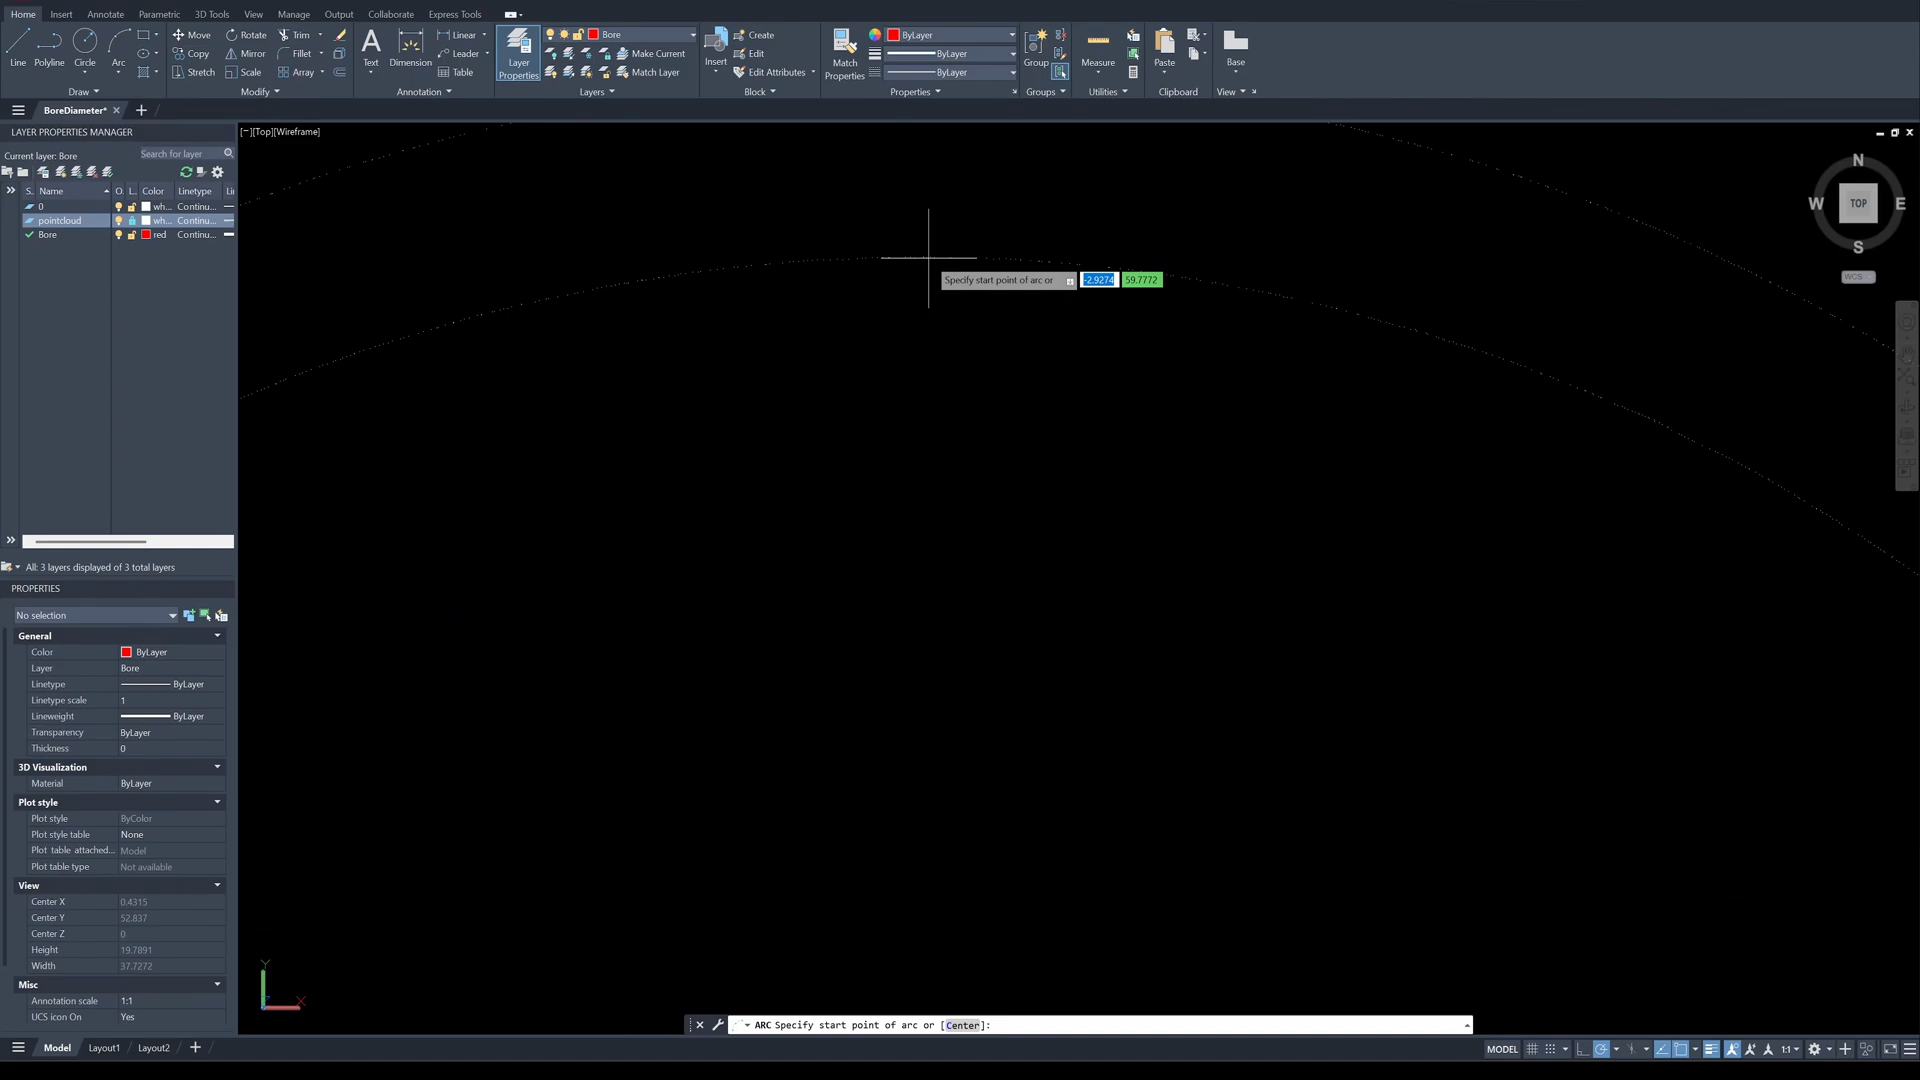 Home Insert Annotate Parametric 3D Tools View Manage Output Collaborate Express Tools
Line Polyline Circle Arc
Move Rotate Trim
Copy Mirror Fillet
Stretch Scale Array
Text Dimension
Linear
Leader
Table
Layer Properties
Bore
Make Current
Match Layer
Insert
Create
Edit
Edit Attributes
Match Properties
ByLayer
ByLayer
ByLayer
Group Measure Paste Base
Draw Modify Annotation Layers Block Properties Groups Utilities Clipboard View
BoreDiameter*
LAYER PROPERTIES MANAGER
[−][Top][Wireframe]
Current layer: Bore
Search for layer
S. Name O. L. Color Linetype Li
0 wh... Continu...
pointcloud wh... Continu...
Bore red Continu...
N
W TOP E
S
WCS
Specify start point of arc or -2.9274 59.7772
All: 3 layers displayed of 3 total layers
PROPERTIES
No selection
General
Color ByLayer
Layer Bore
Linetype ByLayer
Linetype scale 1
Lineweight ByLayer
Transparency ByLayer
Thickness 0
3D Visualization
Material ByLayer
Plot style
Plot style ByColor
Plot style table None
Plot table attached... Model
Plot table type Not available
View
Center X 0.4315
Center Y 52.837
Center Z 0
Height 19.7891
Width 37.7272
Misc
Annotation scale 1:1
UCS icon On Yes
Y
X
ARC Specify start point of arc or [Center]:
Model Layout1 Layout2
MODEL 1:1